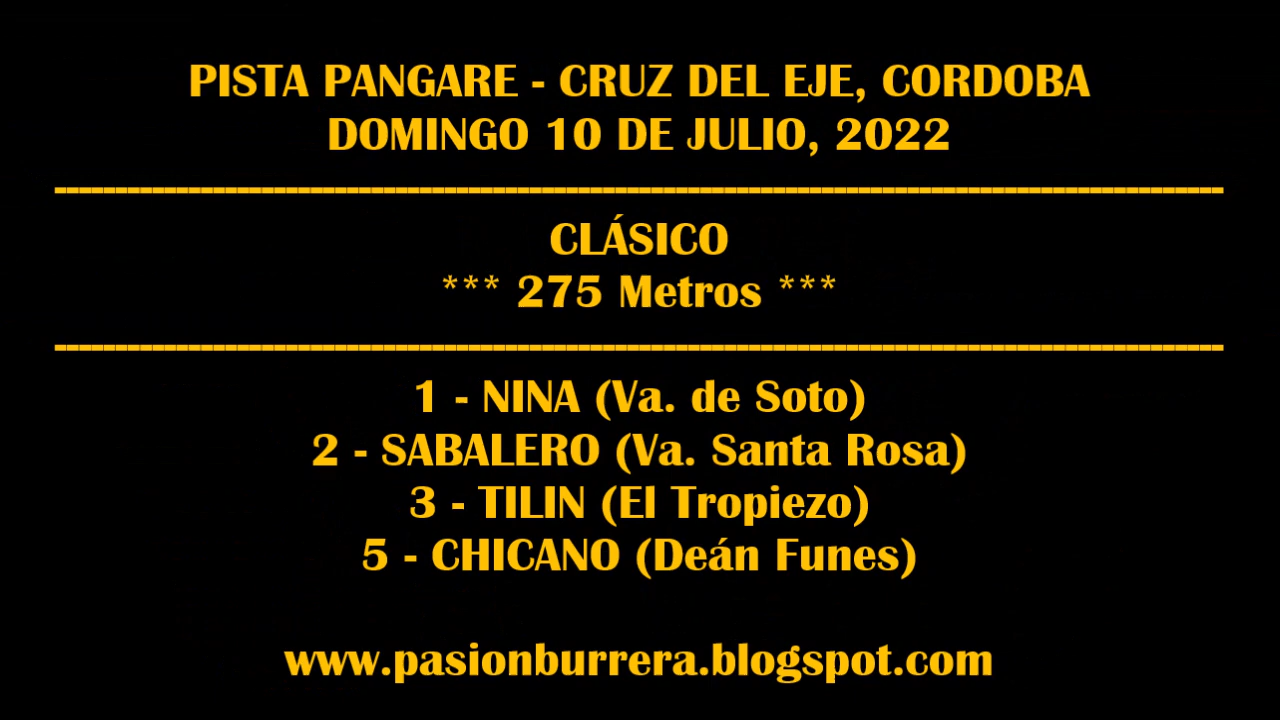 PISTA PANGARE - CRUZ DEL EJE, CORDOBA
DOMINGO 10 DE JULIO, 2022
CLÁSICO
*** 275 Metros ***
1 - NINA (Va. de Soto)
2 - SABALERO (Va. Santa Rosa)
3 - TILIN (El Tropiezo)
5 - CHICANO (Deán Funes)
www.pasionburrera.blogspot.com